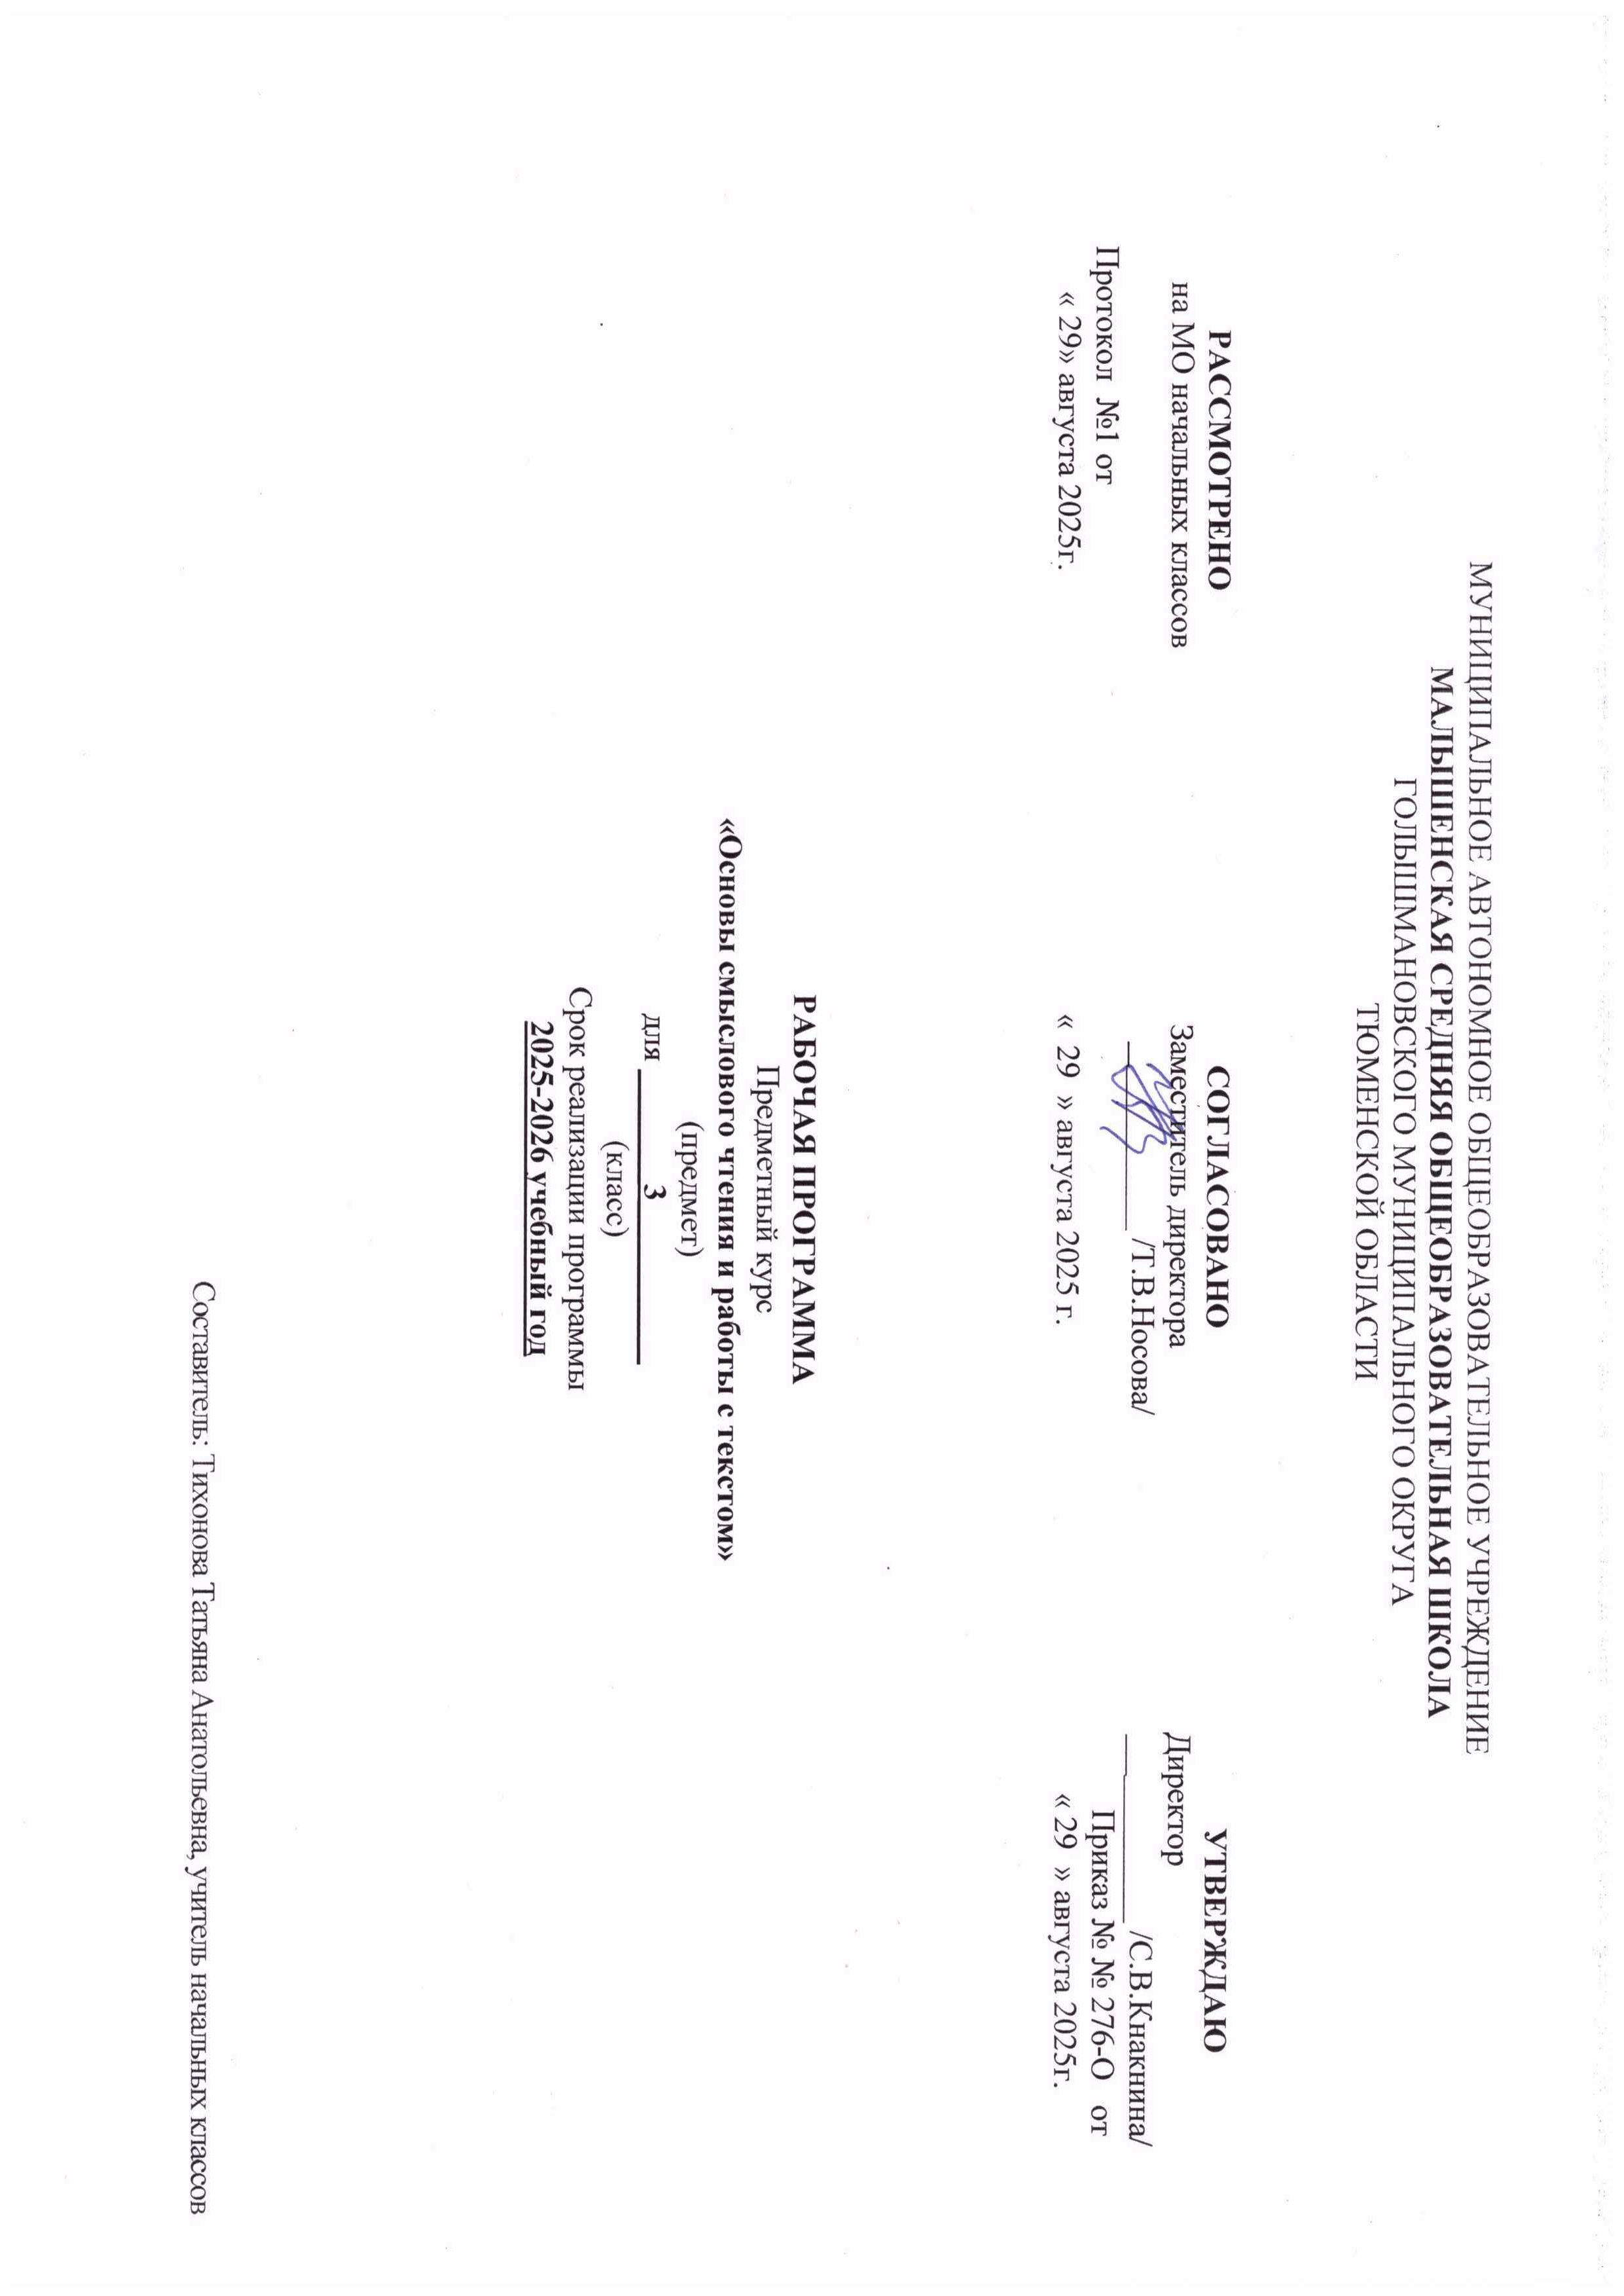 МУНИЦИПАЛЬНОЕ АВТОНОМНОЕ ОБЩЕОБРАЗОВАТЕЛЬНОЕ УЧРЕЖДЕНИЕ
МАЛЫШЕНСКАЯ СРЕДНЯЯ ОБЩЕОБРАЗОВАТЕЛЬНАЯ ШКОЛА
ГОЛЫШМАНОВСКОГО МУНИЦИПАЛЬНОГО ОКРУГА
ТЮМЕНСКОЙ ОБЛАСТИ
РАССМОТРЕНО
на МО начальных классов
Протокол №1 от
« 29» августа 2025г.
СОГЛАСОВАНО
Заместитель директора
/Т.В.Носова/
« 29 » августа 2025 г.
УТВЕРЖДАЮ
Директор
/С.В.Кнакнина/
Приказ № № 276-О от
« 29 » августа 2025г.
РАБОЧАЯ ПРОГРАММА
Предметный курс
«Основы смыслового чтения и работы с текстом»
(предмет)
для 3
(класс)
Срок реализации программы
2025-2026 учебный год
Составитель: Тихонова Татьяна Анатольевна, учитель начальных классов